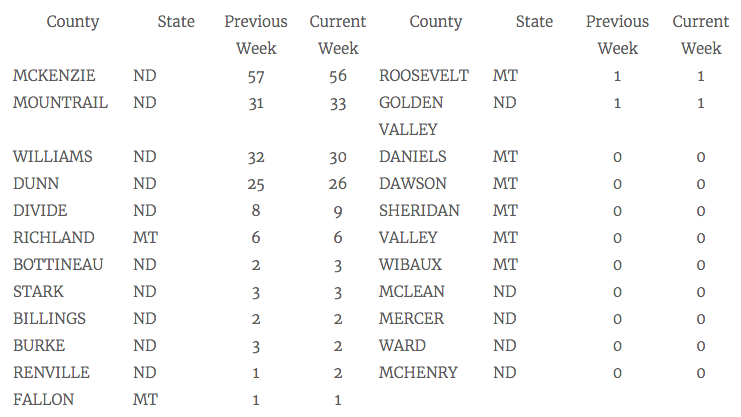 County State Previous Week Current Week County State Previous Week Current Week
MCKENZIE ND 57 56 ROOSEVELT MT 1 1
MOUNTRAIL ND 31 33 GOLDEN VALLEY ND 1 1
WILLIAMS ND 32 30 DANIELS MT 0 0
DUNN ND 25 26 DAWSON MT 0 0
DIVIDE ND 8 9 SHERIDAN MT 0 0
RICHLAND MT 6 6 VALLEY MT 0 0
BOTTINEAU ND 2 3 WIBAUX MT 0 0
STARK ND 3 3 MCLEAN ND 0 0
BILLINGS ND 2 2 MERCER ND 0 0
BURKE ND 3 2 WARD ND 0 0
RENVILLE ND 1 2 MCHENRY ND 0 0
FALLON MT 1 1